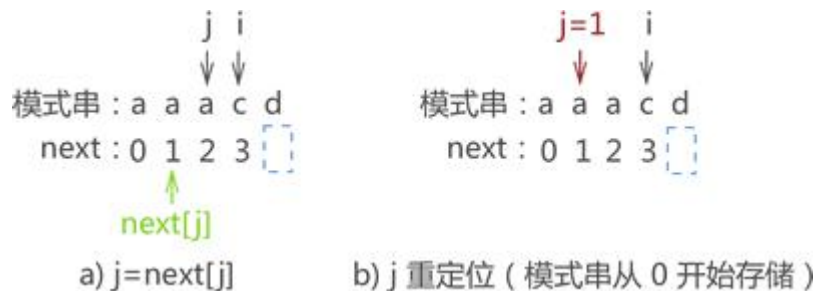 j i
模式串：a a a c d
next：0 1 2 3
next[j]
a) j=next[j]
j=1 i
模式串：a a a c d
next：0 1 2 3
b) j 重定位（模式串从 0 开始存储）